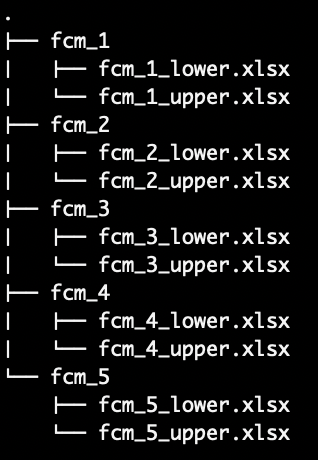 .
├── fcm_1
│   ├── fcm_1_lower.xlsx
│   └── fcm_1_upper.xlsx
├── fcm_2
│   ├── fcm_2_lower.xlsx
│   └── fcm_2_upper.xlsx
├── fcm_3
│   ├── fcm_3_lower.xlsx
│   └── fcm_3_upper.xlsx
├── fcm_4
│   ├── fcm_4_lower.xlsx
│   └── fcm_4_upper.xlsx
└── fcm_5
    ├── fcm_5_lower.xlsx
    └── fcm_5_upper.xlsx